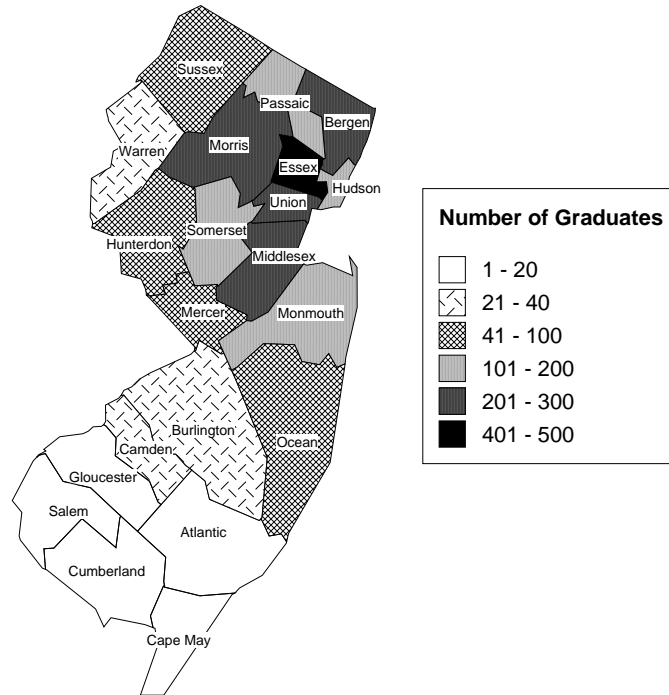 Sussex
Passaic
Bergen
Morris
Warren
Essex
Hudson
Union
Somerset
Hunterdon
Middlesex
Mercer
Monmouth
Burlington
Ocean
Camden
Gloucester
Salem
Atlantic
Cumberland
Cape May
Number of Graduates
1 - 20
21 - 40
41 - 100
101 - 200
201 - 300
401 - 500